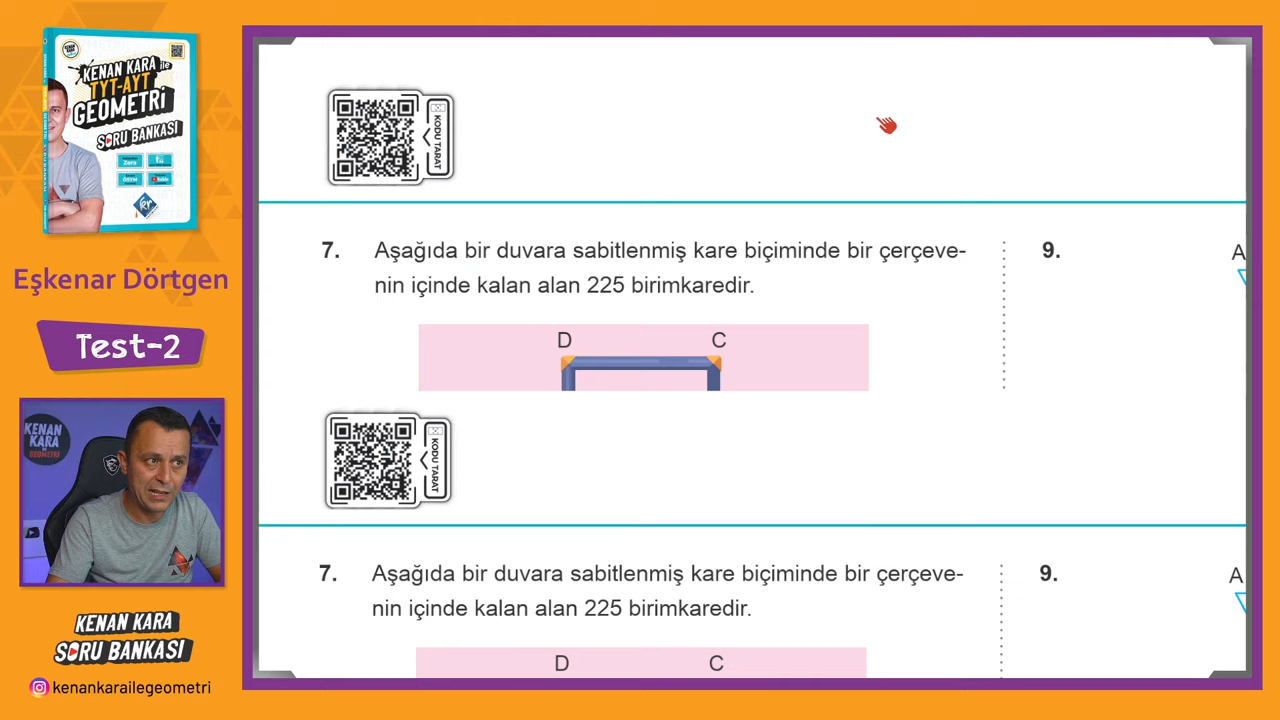 KENAN KARA ile
TYT-AYT
GEOMETRİ
SORU BANKASI
Eşkenar Dörtgen
Test-2
KENAN
KARA
GEOMETRİ
KENAN KARA
SORU BANKASI
kenankarailegeometri
KODU TARAT
7. Aşağıda bir duvara sabitlenmiş kare biçiminde bir çerçeve-
nin içinde kalan alan 225 birimkaredir.
D C
9.
A
KODU TARAT
7. Aşağıda bir duvara sabitlenmiş kare biçiminde bir çerçeve-
nin içinde kalan alan 225 birimkaredir.
D C
9.
A